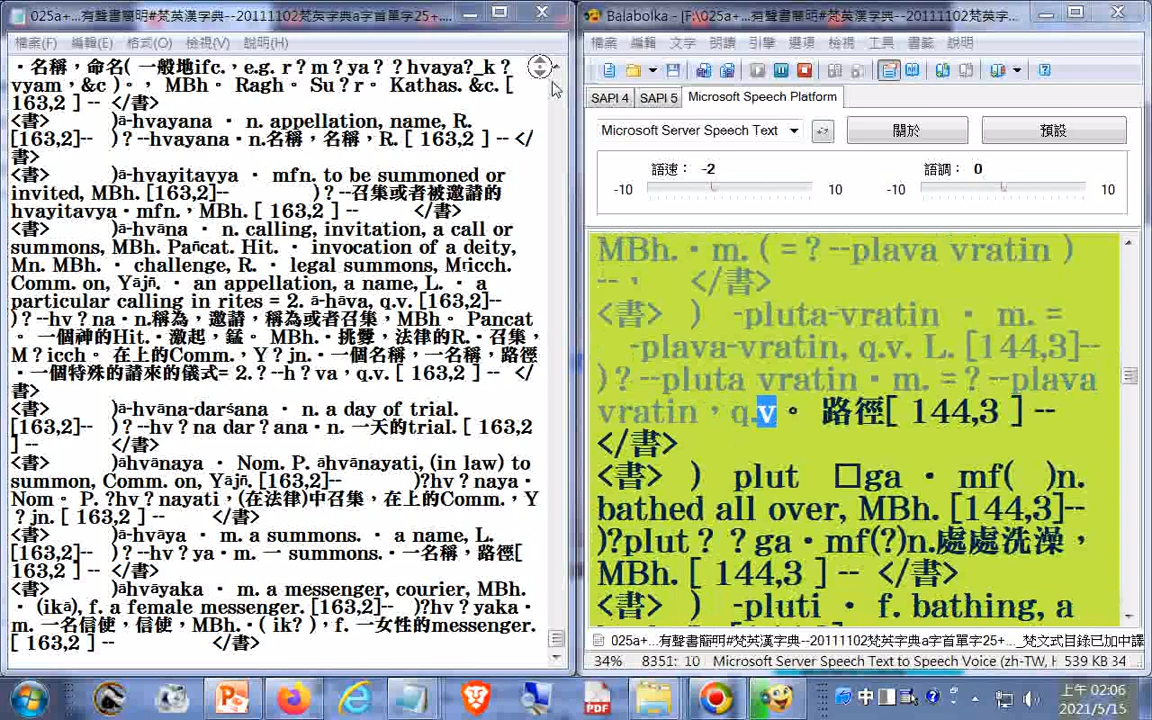 025a+...有聲書簡明#梵英漢字典--20111102梵英字典a字首單字25+...
檔案(F) 編輯(E) 格式(O) 檢視(V) 說明(H)
‧名稱，命名( 一般地ifc.，e.g. r？m？ya？？hvaya?_k？
vyam，&c )。， MBh。 Ragh。 Su？r。 Kathas. &c. [
163,2 ] -- </書>
<書> )ā-hvayana ‧ n. appellation, name, R.
[163,2]-- )？--hvayana‧n.名稱，名稱，R. [ 163,2 ] -- </
書>
<書> )ā-hvayitavya ‧ mfn. to be summoned or
invited, MBh. [163,2]-- )？--召集或者被邀請的
hvayitavya‧mfn.，MBh. [ 163,2 ] -- </書>
<書> )ā-hvāna ‧ n. calling, invitation, a call or
summons, MBh. Pañcat. Hit. ‧ invocation of a deity,
Mn. MBh. ‧ challenge, R. ‧ legal summons, Mṛicch.
Comm. on, Yājñ. ‧ an appellation, a name, L. ‧ a
particular calling in rites = 2. ā-hāva, q.v. [163,2]--
)？--hv？na‧n.稱為，邀請，稱為或者召集，MBh。 Pancat
。 一個神的Hit.‧激起，錳。 MBh.‧挑釁，法律的R.‧召集，
M？icch。 在上的Comm.，Y？jn.‧一個名稱，一名稱，路徑
‧一個特殊的請來的儀式= 2.？--h？va，q.v. [ 163,2 ] -- </
書>
<書> )ā-hvāna-darśana ‧ n. a day of trial.
[163,2]-- )？--hv？na dar？ana‧n. 一天的trial. [ 163,2
] -- </書>
<書> )āhvānaya ‧ Nom. P. āhvānayati, (in law) to
summon, Comm. on, Yājñ. [163,2]-- )?hv？naya‧
Nom。 P. ?hv？nayati，(在法律)中召集，在上的Comm.，Y
？jn. [ 163,2 ] -- </書>
<書> )ā-hvāya ‧ m. a summons. ‧ a name, L.
[163,2]-- )？--hv？ya‧m. 一 summons.‧一名稱，路徑[
163,2 ] -- </書>
<書> )āhvāyaka ‧ m. a messenger, courier, MBh.
‧ (ikā), f. a female messenger. [163,2]-- )?hv？yaka‧
m. 一名信使，信使，MBh.‧( ik？)，f. 一女性的messenger.
[ 163,2 ] -- </書>
Balabolka - [F:\025a+...有聲書簡明#梵英漢字典--20111102梵英字...
檔案 編輯 文字 朗讀 引擎 選項 檢視 工具 書籤 說明
SAPI 4 SAPI 5 Microsoft Speech Platform
Microsoft Server Speech Text 關於 預設
語速： -2 語調： 0
-10 10 -10 10
MBh.‧m. (=？--plava vratin )
--， </書>
<書> ) -pluta-vratin ‧ m. =
-plava-vratin, q.v. L. [144,3]--
)？--pluta vratin‧m. =？--plava
vratin，q.v。 路徑[ 144,3 ] --
</書>
<書> ) plut □ga ‧ mf( )n.
bathed all over, MBh. [144,3]--
)?plut？？ga‧mf(?)n.處處洗澡，
MBh. [ 144,3 ] -- </書>
<書> ) -pluti ‧ f. bathing, a
025a+...有聲書簡明#梵英漢字典--20111102梵英字典a字首單字25+..._梵文式目錄已加中譯
34% 8351: 10 Microsoft Server Speech Text to Speech Voice (zh-TW, H 539 KB 34
中
上午 02:06
2021/5/15